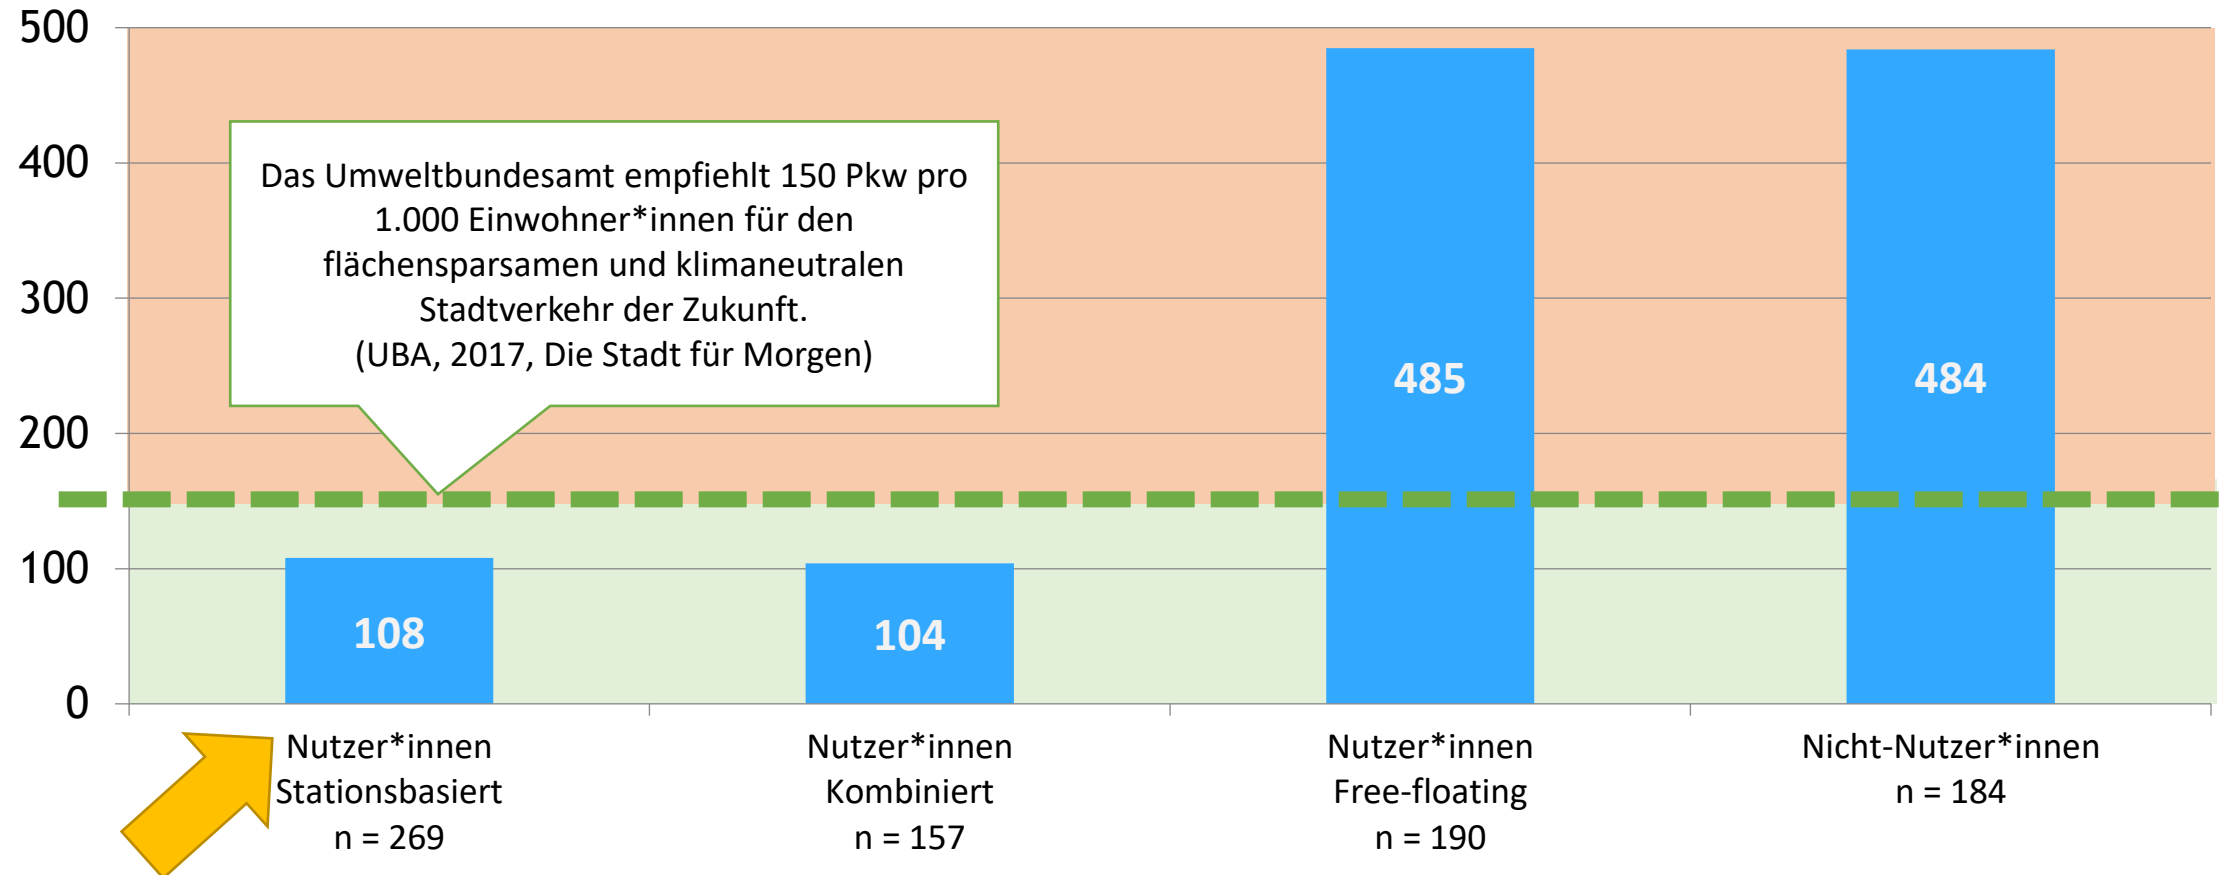 500
400
300
200
100
0
Das Umweltbundesamt empfiehlt 150 Pkw pro
1.000 Einwohner*innen für den
flächensparsamen und klimaneutralen
Stadtverkehr der Zukunft.
(UBA, 2017, Die Stadt für Morgen)
108
104
485
484
Nutzer*innen
Stationsbasiert
n = 269
Nutzer*innen
Kombiniert
n = 157
Nutzer*innen
Free-floating
n = 190
Nicht-Nutzer*innen
n = 184